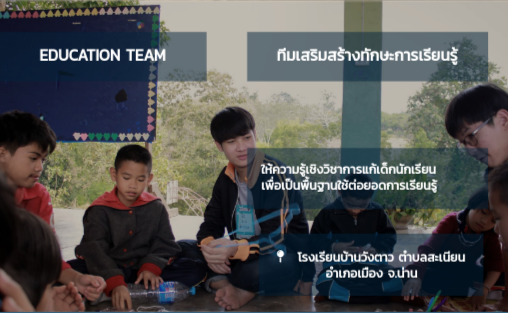 EDUCATION TEAM
ทีมเสริมสร้างทักษะการเรียนรู้
ให้ความรู้เชิงวิชาการแก้เด็กนักเรียน
เพื่อเป็นพื้นฐานใช้ต่อยอดการเรียนรู้
โรงเรียนบ้านวังตาว ตำบลสะเนียน
อำเภอเมือง จ.น่าน